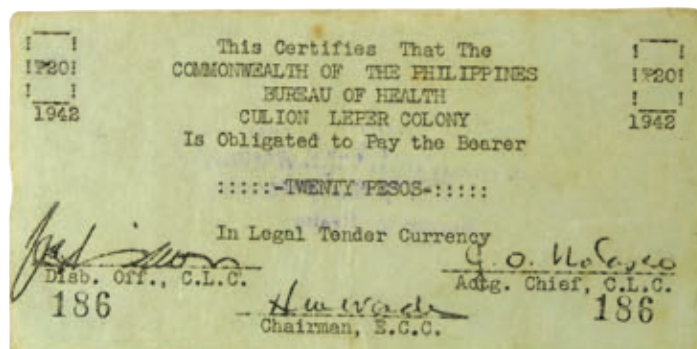 This Certifies That The
COMMONWEALTH OF THE PHILIPPINES
BUREAU OF HEALTH
CULION LEPER COLONY
Is Obligated to Pay the Bearer
:::::-TWENTY PESOS-:::::
In Legal Tender Currency
!₱20! !₱20!
1942 1942
Disb. Off., C.L.C. Actg. Chief, C.L.C.
186 186
H W Wade
Chairman, E.C.C.